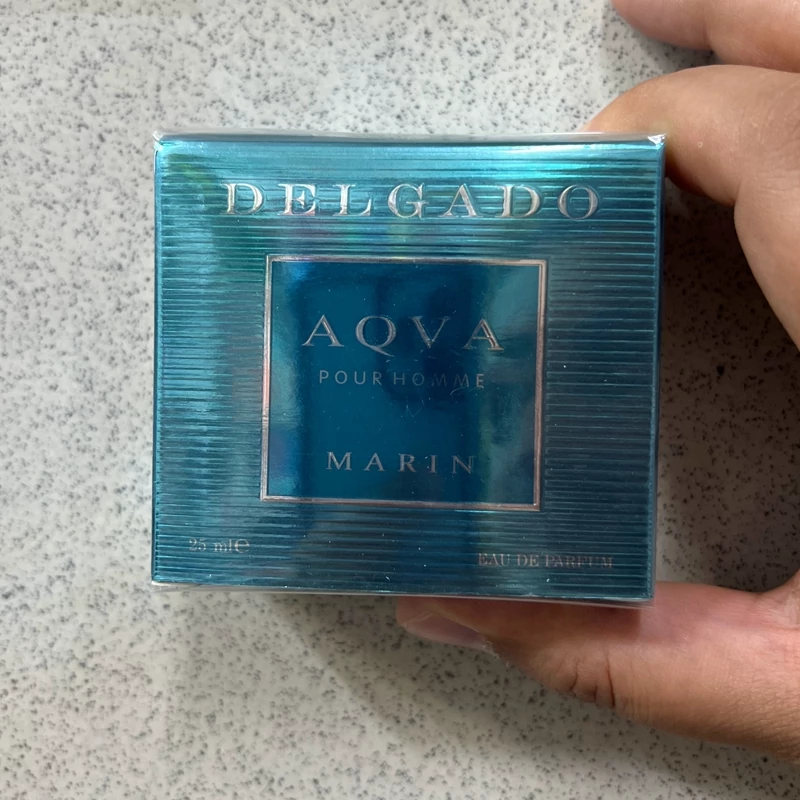 DELGADO
AQVA
POUR HOMME
MARIN
25 ml℮
EAU DE PARFUM